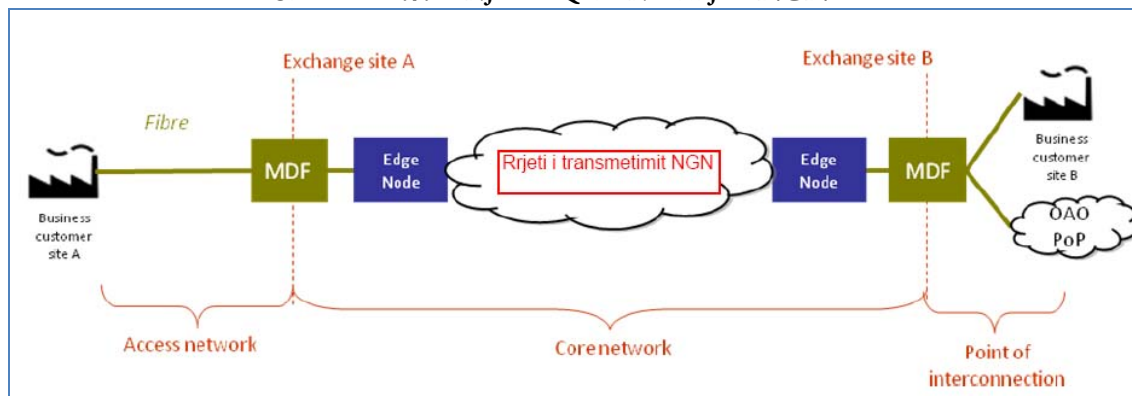 Exchange site A
Exchange site B
Fibre
MDF
Edge
Node
Rrjeti i transmetimit NGN
Edge
Node
MDF
Business
customer
site A
Business
customer
site B
OAO
PoP
Access network
Core network
Point of
interconnection